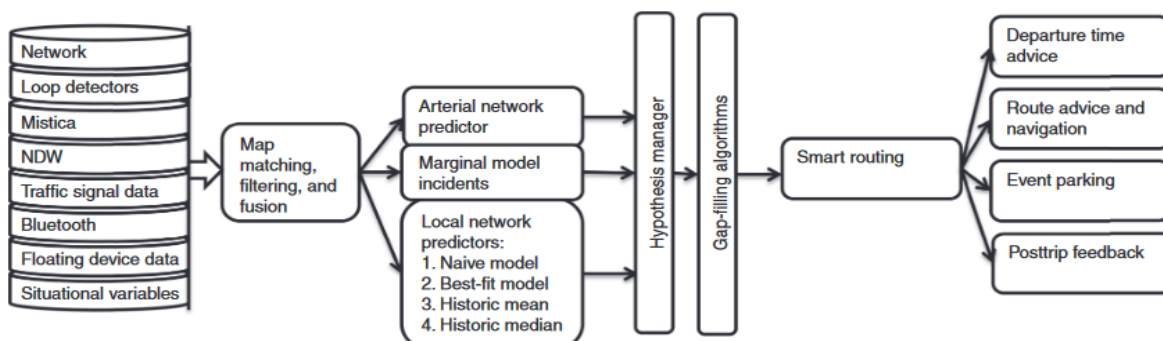 Network
Loop detectors
Mistica
NDW
Traffic signal data
Bluetooth
Floating device data
Situational variables
Map
matching,
filtering, and
fusion
Arterial network
predictor
Marginal model
incidents
Local network
predictors:
1. Naive model
2. Best-fit model
3. Historic mean
4. Historic median
Hypothesis manager
Gap-filling algorithms
Smart routing
Departure time
advice
Route advice and
navigation
Event parking
Posttrip feedback